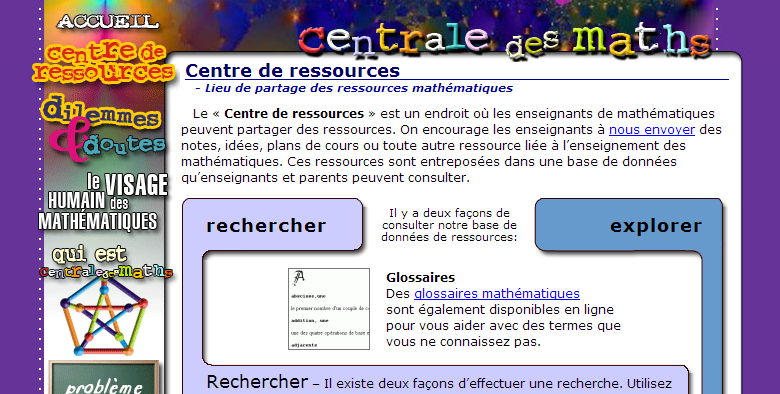 ACCUEIL
centrale des maths
centre de
ressources
dilemmes
& doutes
le VISAGE
HUMAIN des
MATHÉMATIQUES
qui est
centrale des maths
problème
Centre de ressources
- Lieu de partage des ressources mathématiques
Le « Centre de ressources » est un endroit où les enseignants de mathématiques
peuvent partager des ressources. On encourage les enseignants à nous envoyer des
notes, idées, plans de cours ou toute autre ressource liée à l’enseignement des
mathématiques. Ces ressources sont entreposées dans une base de données
qu’enseignants et parents peuvent consulter.
rechercher
Il y a deux façons de
consulter notre base de
données de ressources:
explorer
A
abscisse,une
le premier nombre d'un couple de c
addition, une
une des quatre opérations de base e
adjacents
Glossaires
Des glossaires mathématiques
sont également disponibles en ligne
pour vous aider avec des termes que
vous ne connaissez pas.
Rechercher – Il existe deux façons d’effectuer une recherche. Utilisez